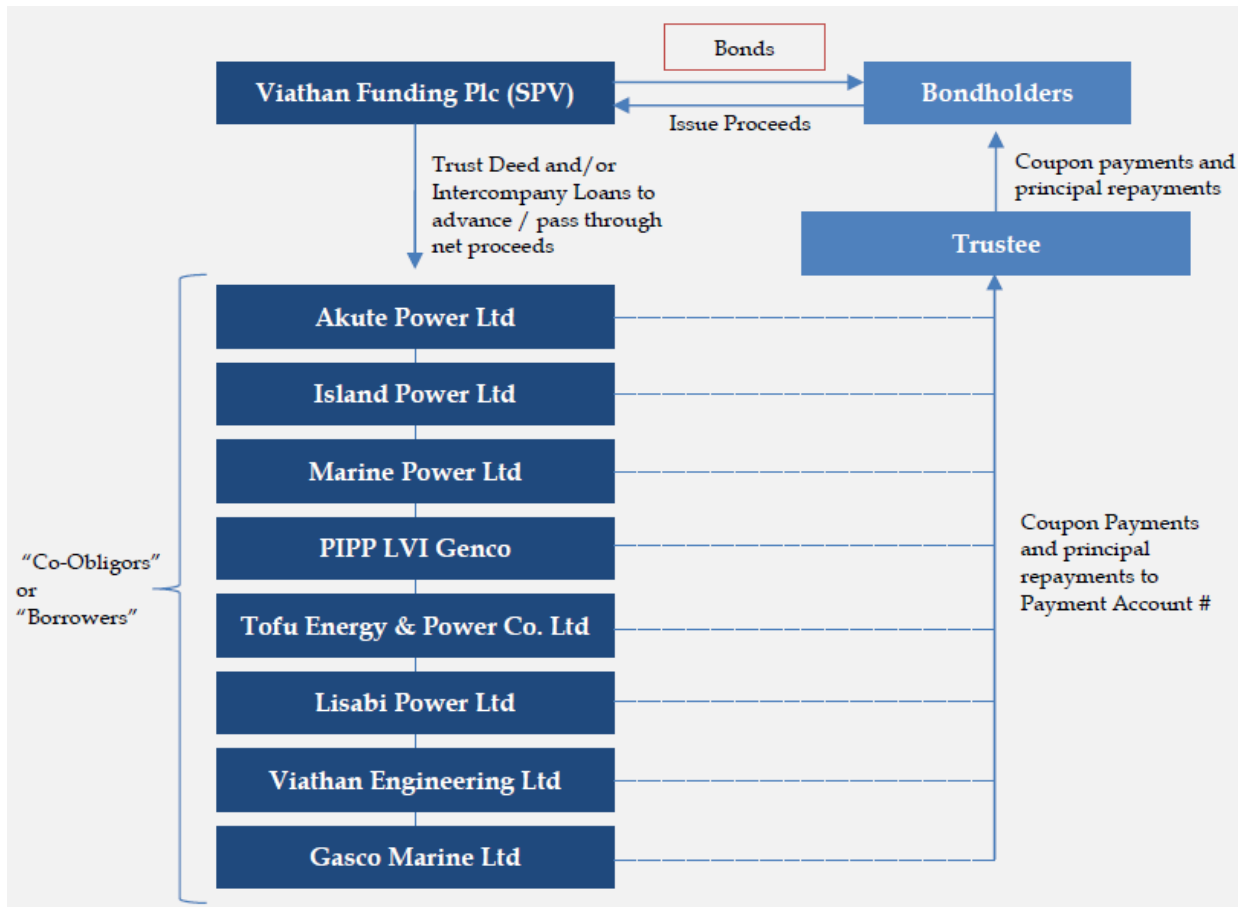 Bonds
Viathan Funding Plc (SPV)
Bondholders
Issue Proceeds
Trust Deed and/or
Intercompany Loans to
advance / pass through
net proceeds
Coupon payments and
principal repayments
Trustee
Akute Power Ltd
Island Power Ltd
Marine Power Ltd
PIPP LVI Genco
Tofu Energy & Power Co. Ltd
Lisabi Power Ltd
Viathan Engineering Ltd
Gasco Marine Ltd
“Co-Obligors”
or
“Borrowers”
Coupon Payments
and principal
repayments to
Payment Account #